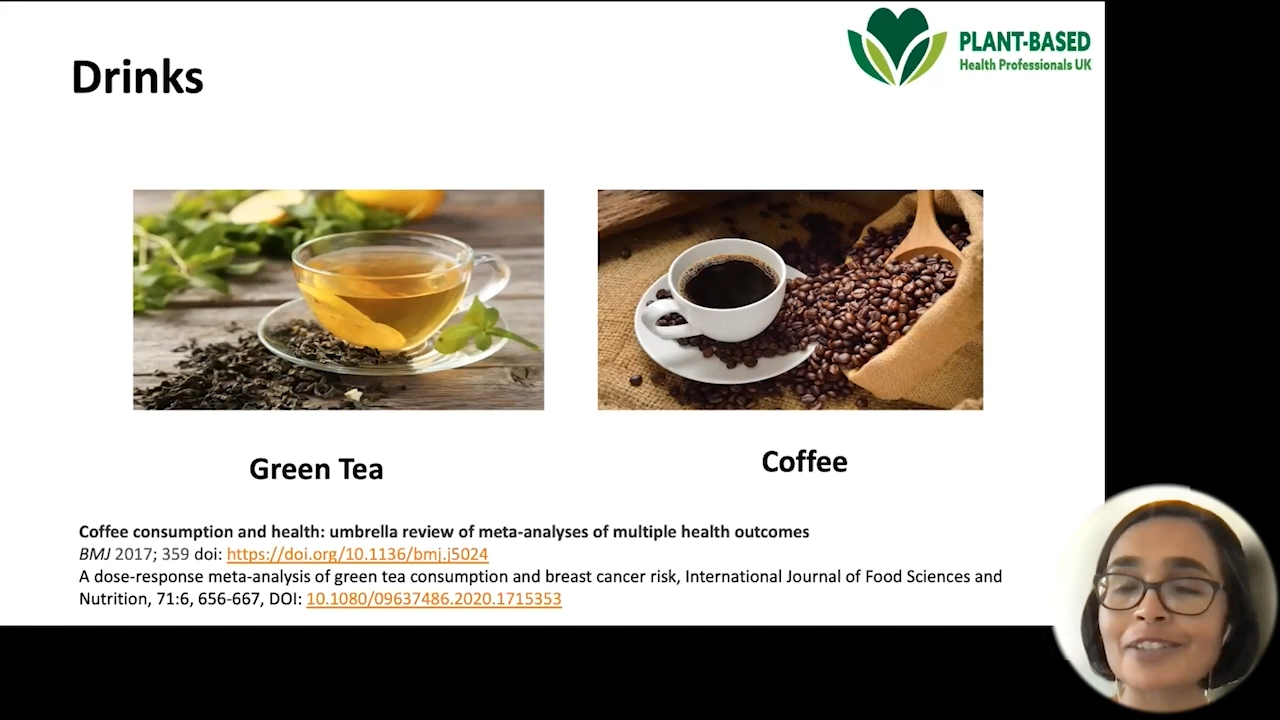 PLANT-BASED
Health Professionals UK
Drinks
Green Tea
Coffee
Coffee consumption and health: umbrella review of meta-analyses of multiple health outcomes
BMJ 2017; 359 doi: https://doi.org/10.1136/bmj.j5024
A dose-response meta-analysis of green tea consumption and breast cancer risk, International Journal of Food Sciences and
Nutrition, 71:6, 656-667, DOI: 10.1080/09637486.2020.1715353